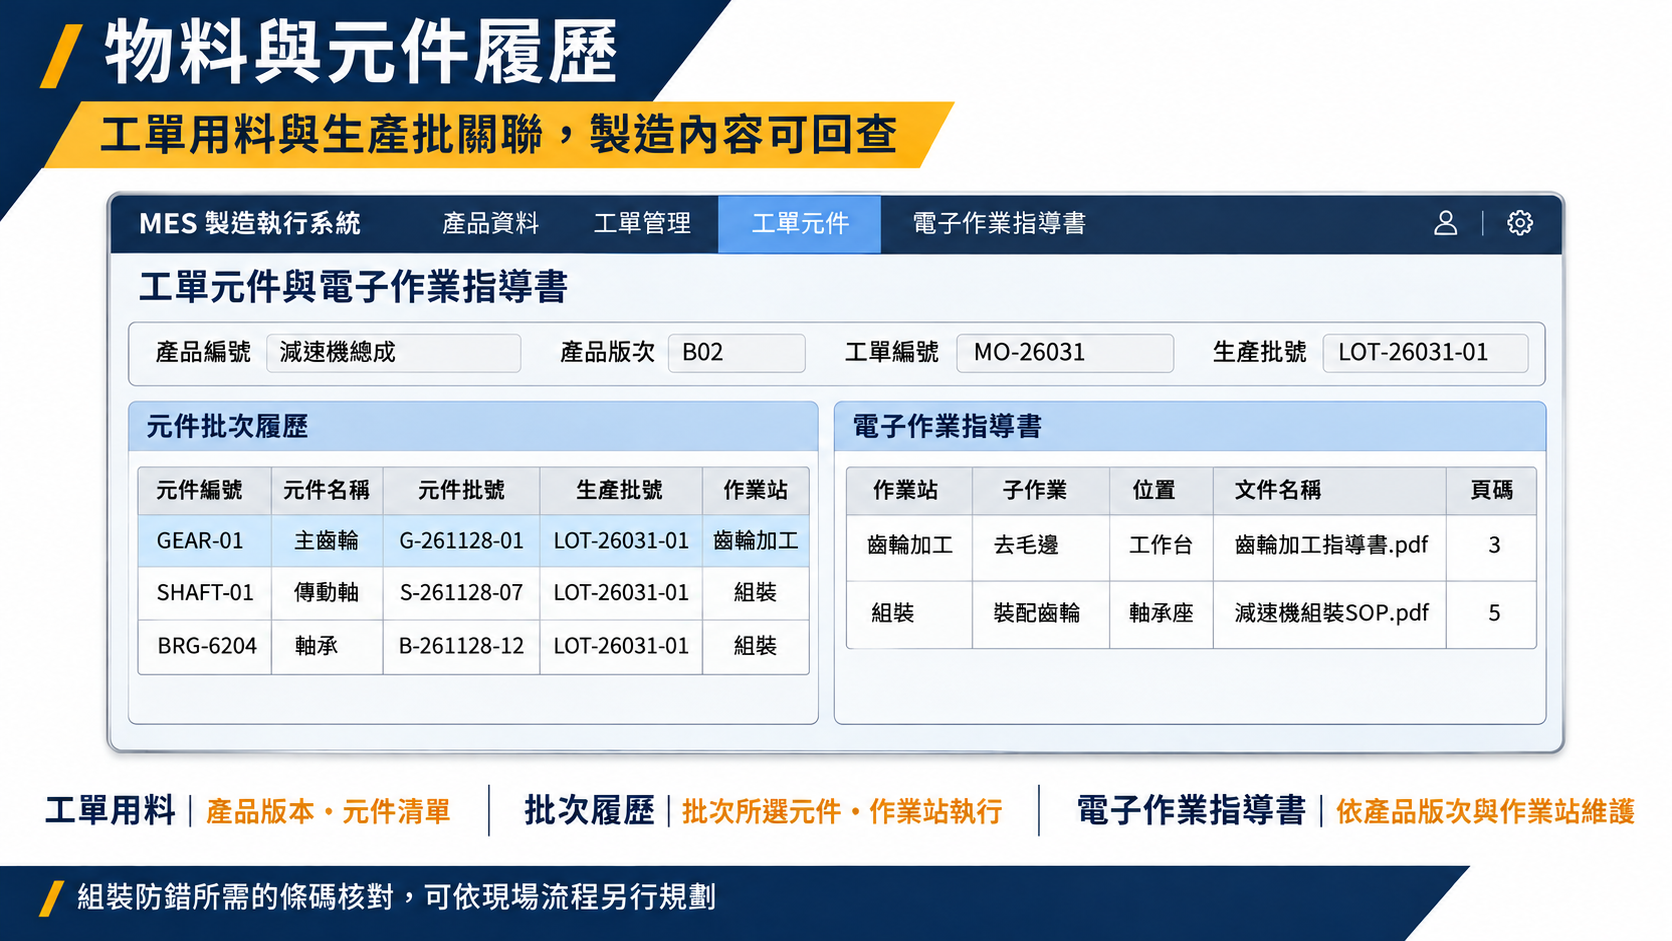 物料與元件履歷
工單用料與生產批關聯，製造內容可回查
MES 製造執行系統 產品資料 工單管理 工單元件 電子作業指導書
工單元件與電子作業指導書
產品編號 減速機總成 產品版次 B02 工單編號 MO-26031 生產批號 LOT-26031-01
元件批次履歷
元件編號 元件名稱 元件批號 生產批號 作業站
GEAR-01 主齒輪 G-261128-01 LOT-26031-01 齒輪加工
SHAFT-01 傳動軸 S-261128-07 LOT-26031-01 組裝
BRG-6204 軸承 B-261128-12 LOT-26031-01 組裝
電子作業指導書
作業站 子作業 位置 文件名稱 頁碼
齒輪加工 去毛邊 工作台 齒輪加工指導書.pdf 3
組裝 裝配齒輪 軸承座 減速機組裝SOP.pdf 5
工單用料｜產品版本・元件清單
批次履歷｜批次所選元件・作業站執行
電子作業指導書｜依產品版次與作業站維護
組裝防錯所需的條碼核對，可依現場流程另行規劃